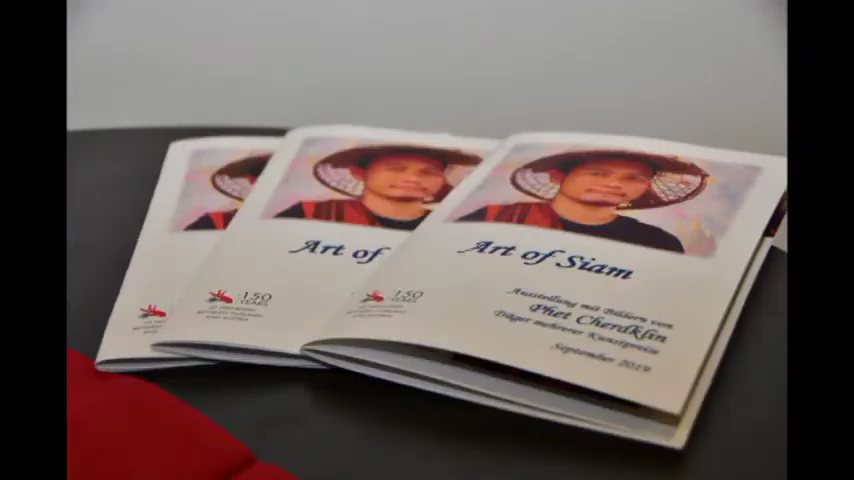 Art of Siam
Ausstellung mit Bildern von
Phet Cherdklin
Träger mehrerer Kunstpreise
September 2019
150
YEARS
Art of
150
YEARS